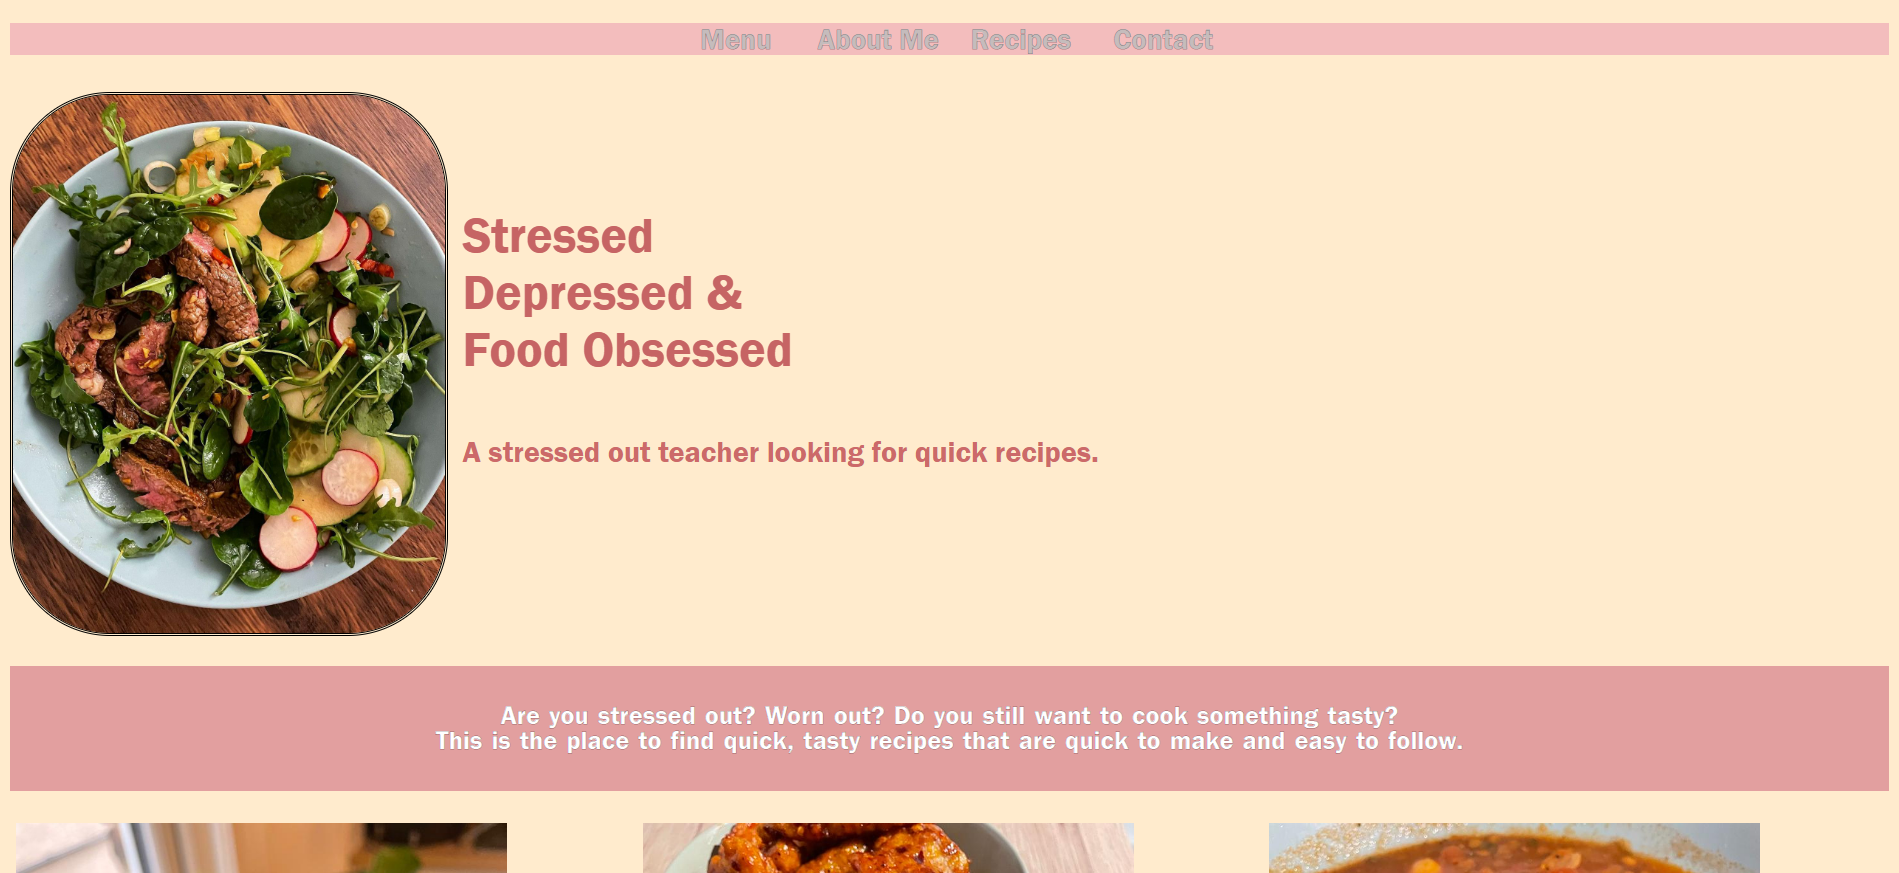 Menu About Me Recipes Contact
Stressed
Depressed &
Food Obsessed
A stressed out teacher looking for quick recipes.
Are you stressed out? Worn out? Do you still want to cook something tasty?
This is the place to find quick, tasty recipes that are quick to make and easy to follow.